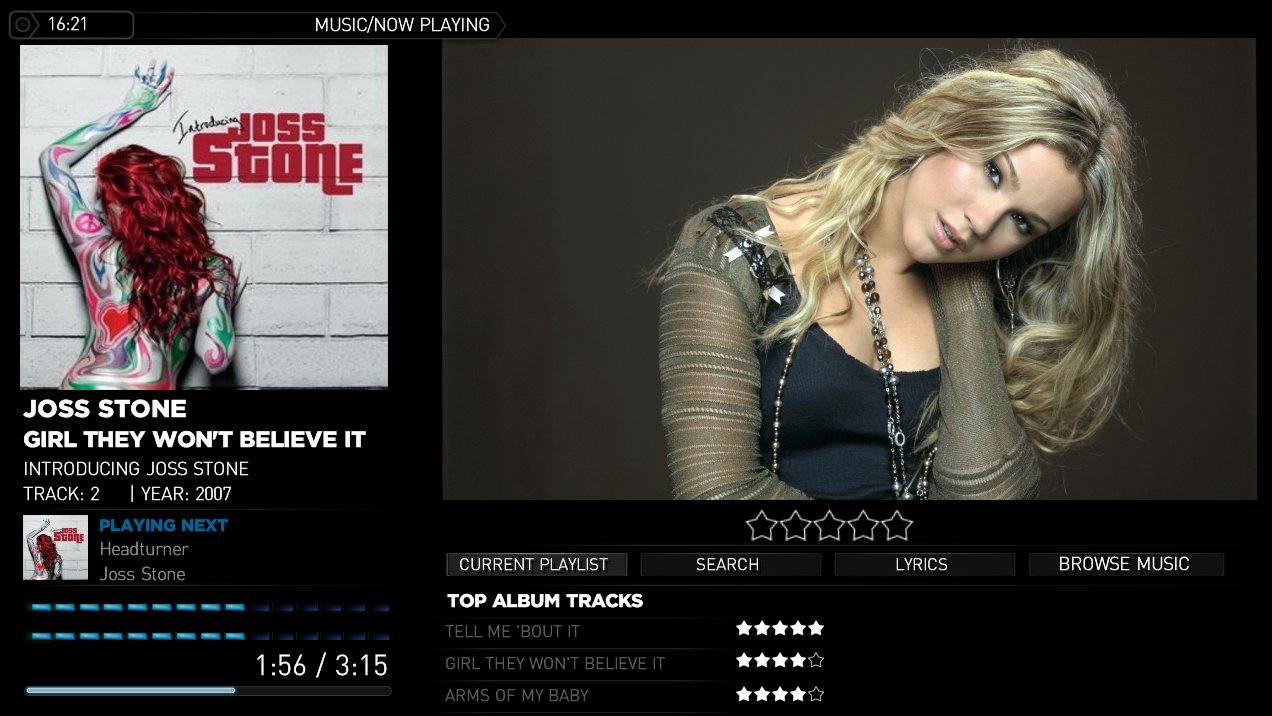 16:21
MUSIC/NOW PLAYING
Introducing
JOSS
STONE
JOSS STONE
GIRL THEY WON'T BELIEVE IT
INTRODUCING JOSS STONE
TRACK: 2 | YEAR: 2007
JOSS
STONE
PLAYING NEXT
Headturner
Joss Stone
1:56 / 3:15
CURRENT PLAYLIST
SEARCH
LYRICS
BROWSE MUSIC
TOP ALBUM TRACKS
TELL ME 'BOUT IT
GIRL THEY WON'T BELIEVE IT
ARMS OF MY BABY